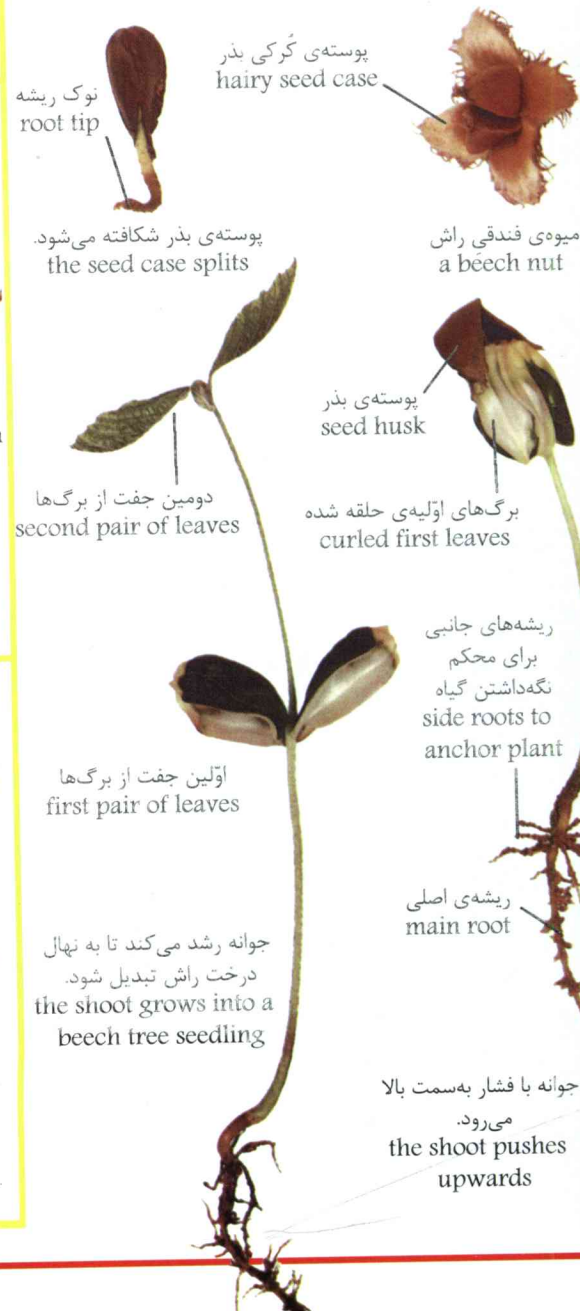 پوسته‌ی کُرکی بذر
hairy seed case
نوک ریشه
root tip
پوسته‌ی بذر شکافته می‌شود.
the seed case splits
میوه‌ی فندقیِ راش
a beech nut
پوسته‌ی بذر
seed husk
دومین جفت از برگ‌ها
second pair of leaves
برگ‌های اوّلیه‌ی حلقه شده
curled first leaves
ریشه‌های جانبی
برای محکم
نگه‌داشتن گیاه
side roots to
anchor plant
اوّلین جفت از برگ‌ها
first pair of leaves
ریشه‌ی اصلی
main root
جوانه رشد می‌کند تا به نهال
درخت راش تبدیل شود.
the shoot grows into a
beech tree seedling
جوانه با فشار به‌سمت بالا
می‌رود.
the shoot pushes
upwards